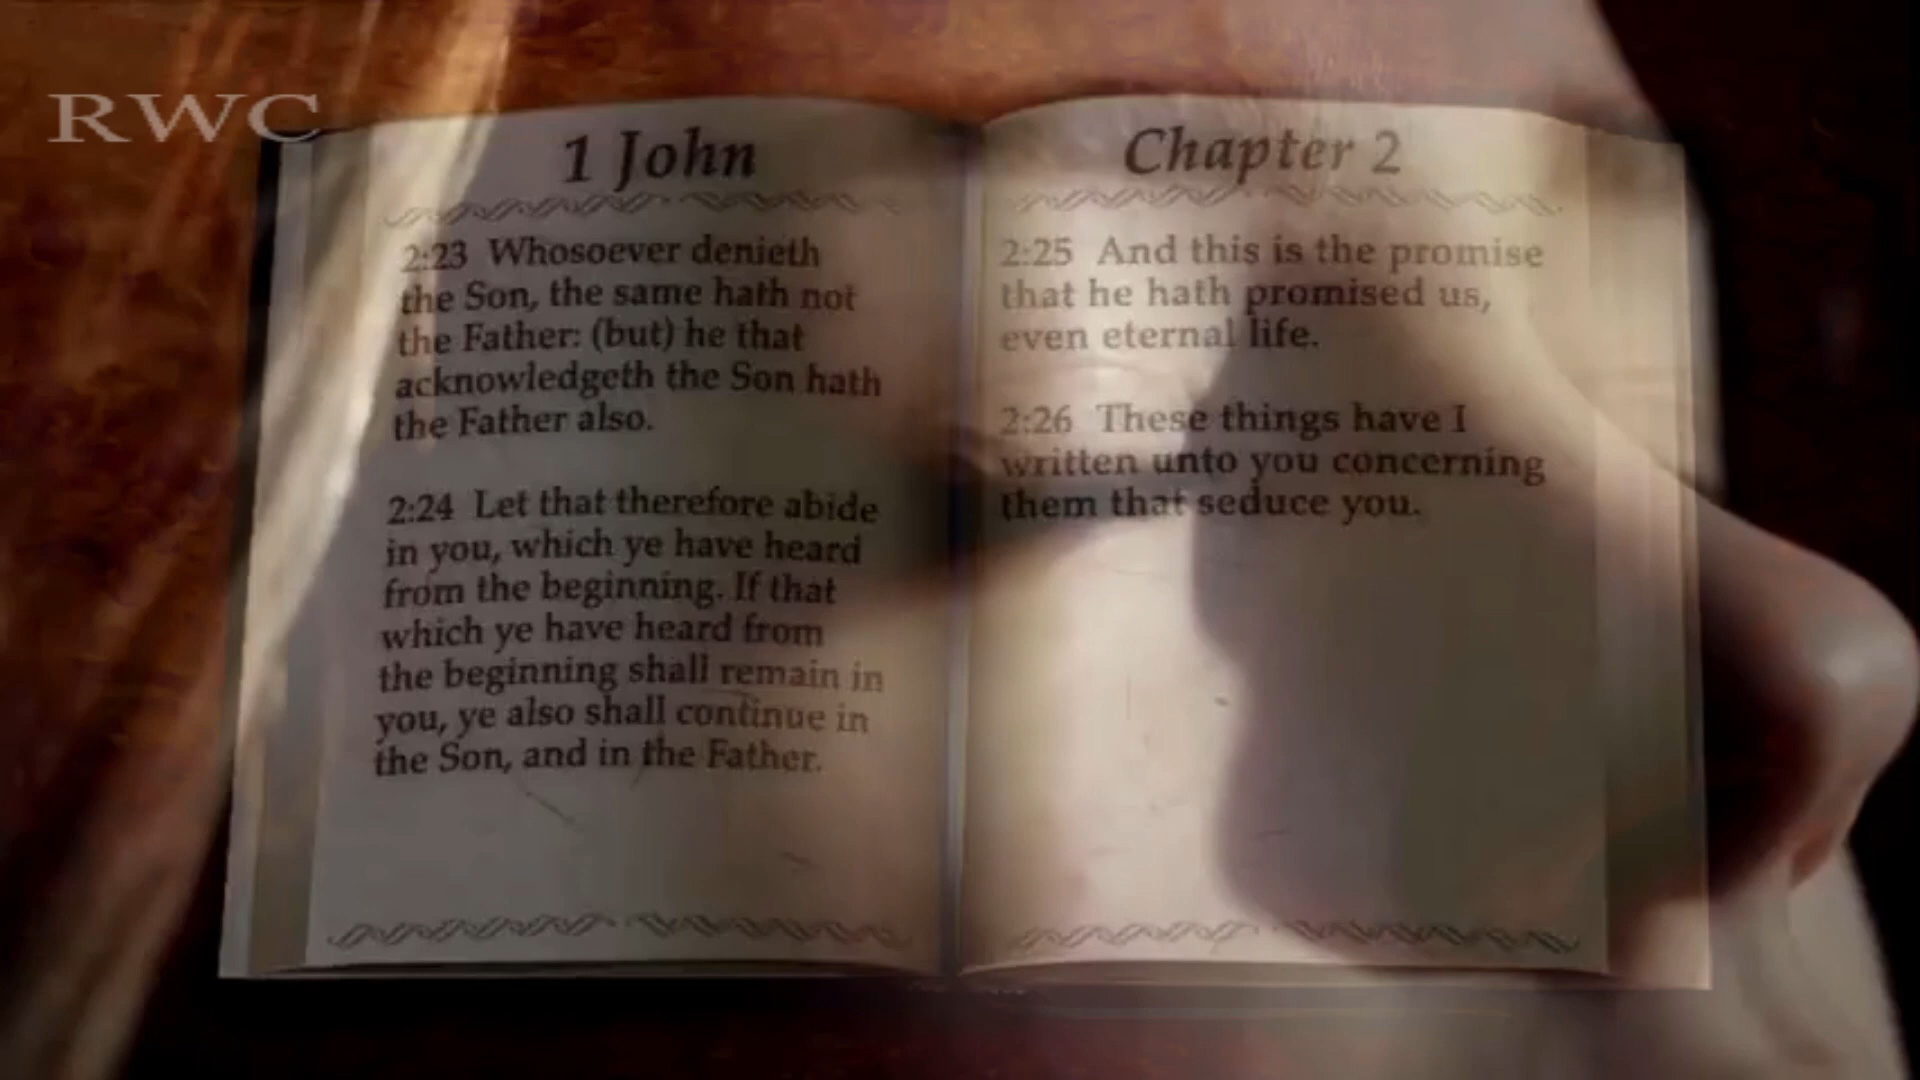 RWC
1 John
2:23 Whosoever denieth
the Son, the same hath not
the Father: (but) he that
acknowledgeth the Son hath
the Father also.
2:24 Let that therefore abide
in you, which ye have heard
from the beginning. If that
which ye have heard from
the beginning shall remain in
you, ye also shall continue in
the Son, and in the Father.
Chapter 2
2:25 And this is the promise
that he hath promised us,
even eternal life.
2:26 These things have I
written unto you concerning
them that seduce you.